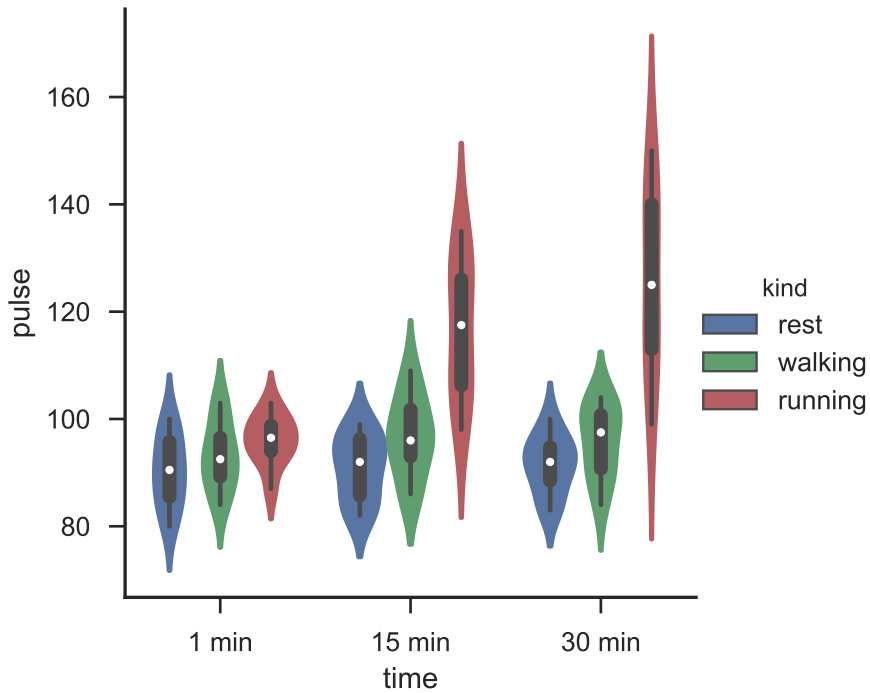 160
140
120
100
80
pulse
1 min
15 min
30 min
time
kind
rest
walking
running